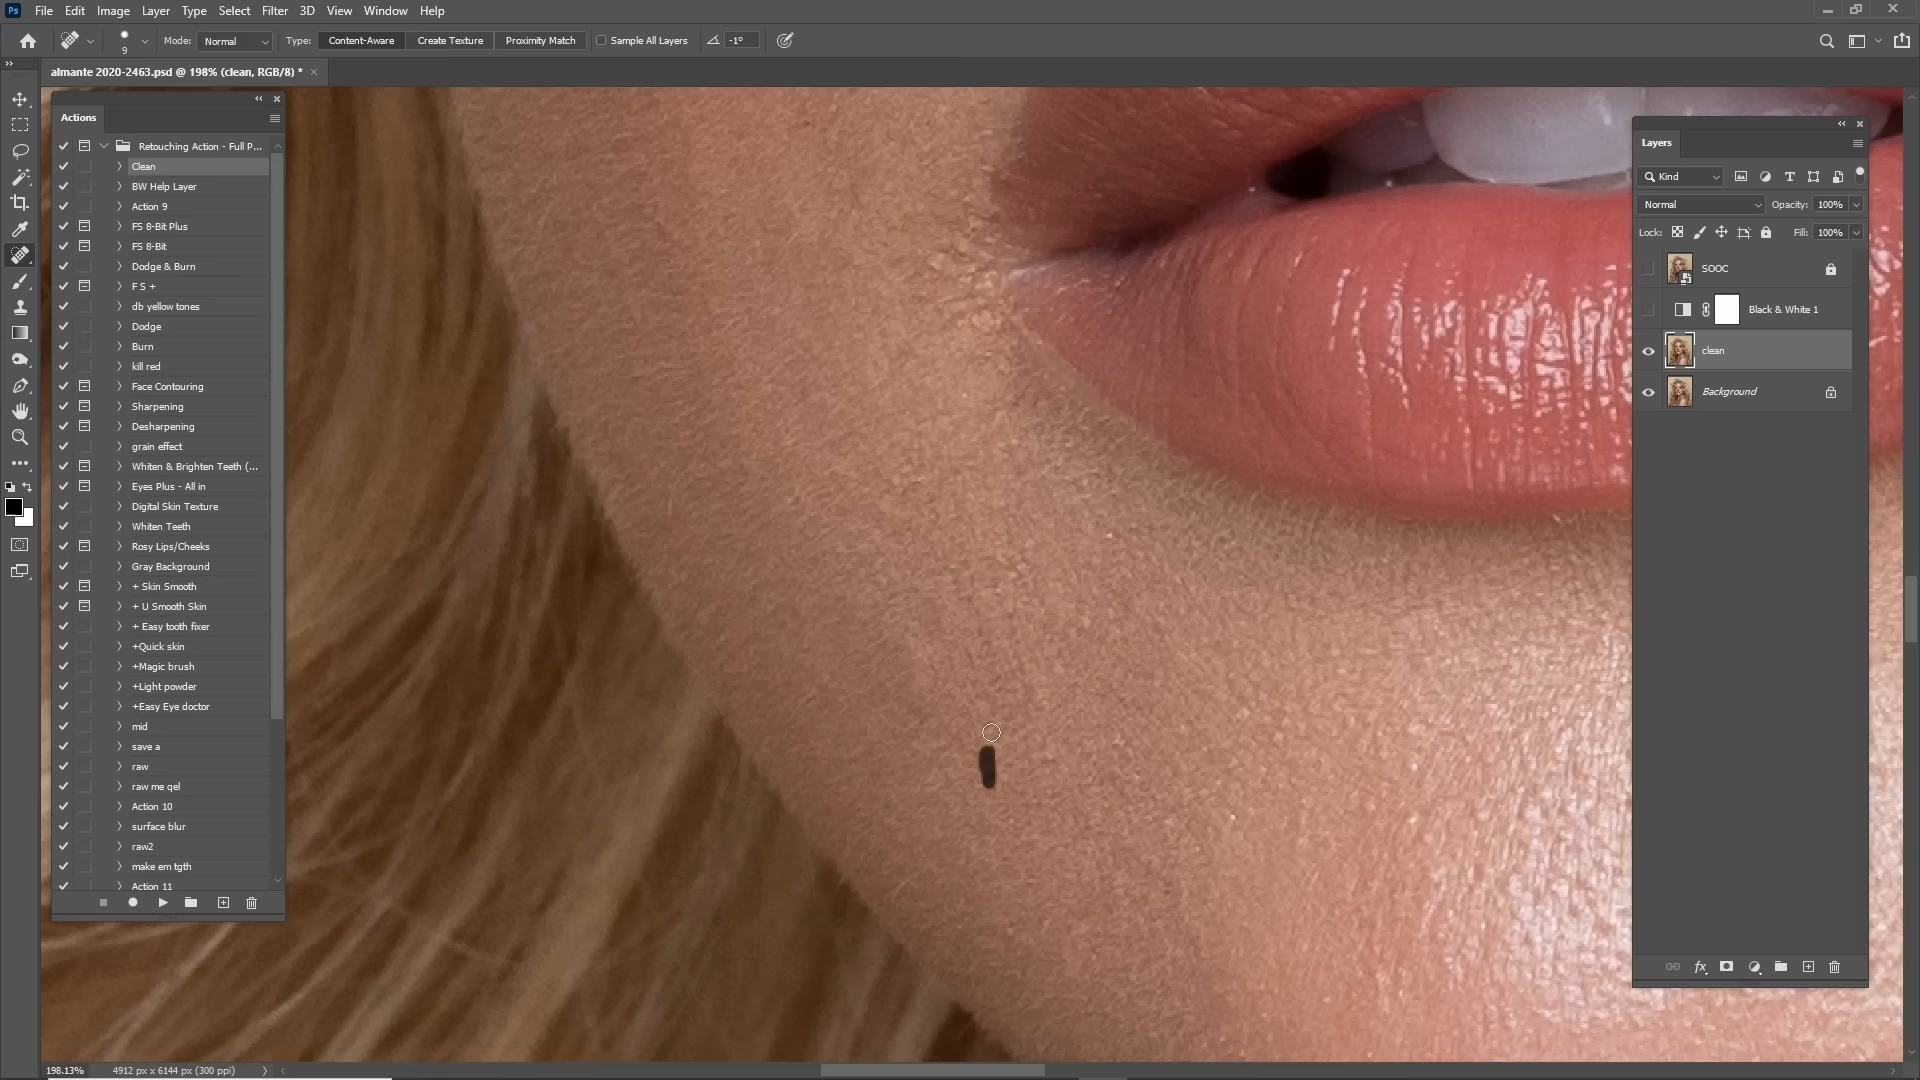 Ps File Edit Image Layer Type Select Filter 3D View Window Help
9 Mode: Normal Type: Content-Aware Create Texture Proximity Match Sample All Layers -1°
almante 2020-2463.psd @ 198% (clean, RGB/8) *
Actions
Retouching Action - Full P...
Clean
BW Help Layer
Action 9
FS 8-Bit Plus
FS 8-Bit
Dodge & Burn
F S +
db yellow tones
Dodge
Burn
kill red
Face Contouring
Sharpening
Desharpening
grain effect
Whiten & Brighten Teeth (...
Eyes Plus - All in
Digital Skin Texture
Whiten Teeth
Rosy Lips/Cheeks
Gray Background
+ Skin Smooth
+ U Smooth Skin
+ Easy tooth fixer
+Quick skin
+Magic brush
+Light powder
+Easy Eye doctor
mid
save a
raw
raw me qel
Action 10
surface blur
raw2
make em tgth
Action 11
Layers
Kind
Normal Opacity: 100%
Lock: Fill: 100%
SOOC
Black & White 1
clean
Background
fx
198.13% 4912 px x 6144 px (300 ppi)